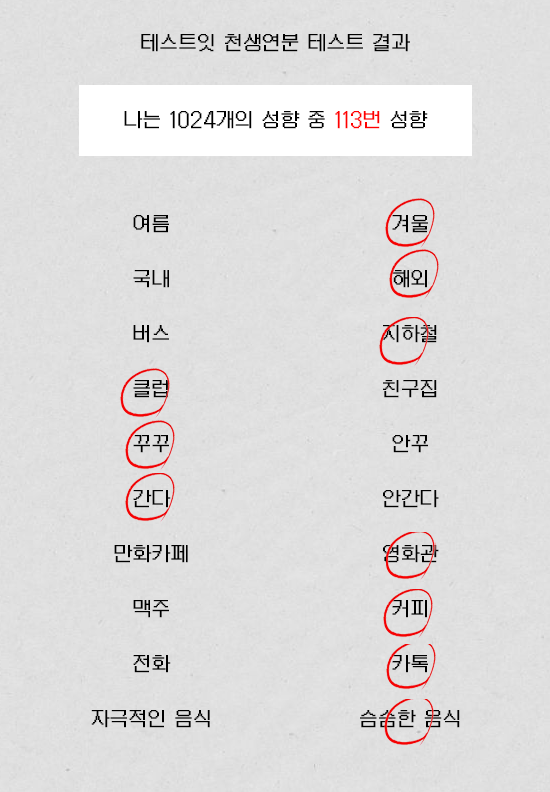 테스트잇 천생연분 테스트 결과
나는 1024개의 성향 중 113번 성향
여름 겨울
국내 해외
버스 지하철
클럽 친구집
꾸꾸 안꾸
간다 안간다
만화카페 영화관
맥주 커피
전화 카톡
자극적인 음식 슴슴한 음식